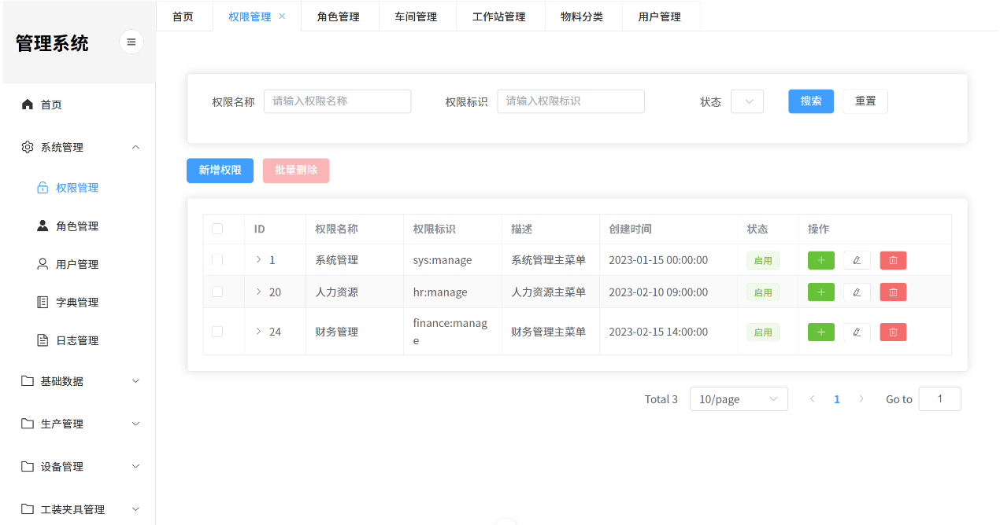 首页 权限管理 角色管理 车间管理 工作站管理 物料分类 用户管理
管理系统
首页
系统管理
权限管理
角色管理
用户管理
字典管理
日志管理
基础数据
生产管理
设备管理
工装夹具管理
权限名称 请输入权限名称 权限标识 请输入权限标识 状态 搜索 重置
新增权限 批量删除
ID 权限名称 权限标识 描述 创建时间 状态 操作
1 系统管理 sys:manage 系统管理主菜单 2023-01-15 00:00:00 启用
20 人力资源 hr:manage 人力资源主菜单 2023-02-10 09:00:00 启用
24 财务管理 finance:manag
e 财务管理主菜单 2023-02-15 14:00:00 启用
Total 3 10/page 1 Go to 1